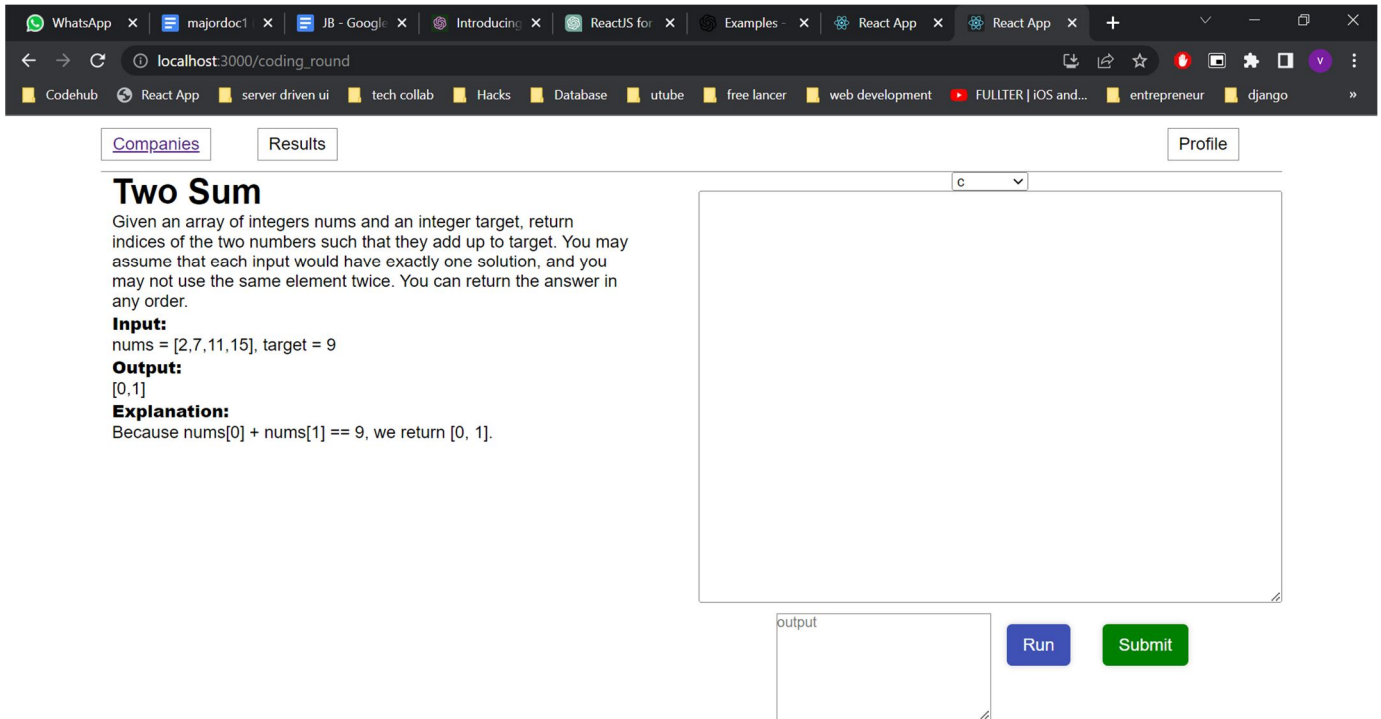 WhatsApp majordoc1 JB - Google Introducing ReactJS for Examples - React App React App
localhost:3000/coding_round
Codehub React App server driven ui tech collab Hacks Database utube free lancer web development FULLTER | iOS and... entrepreneur django »
Companies Results Profile
Two Sum
c
Given an array of integers nums and an integer target, return
indices of the two numbers such that they add up to target. You may
assume that each input would have exactly one solution, and you
may not use the same element twice. You can return the answer in
any order.
Input:
nums = [2,7,11,15], target = 9
Output:
[0,1]
Explanation:
Because nums[0] + nums[1] == 9, we return [0, 1].
output
Run Submit